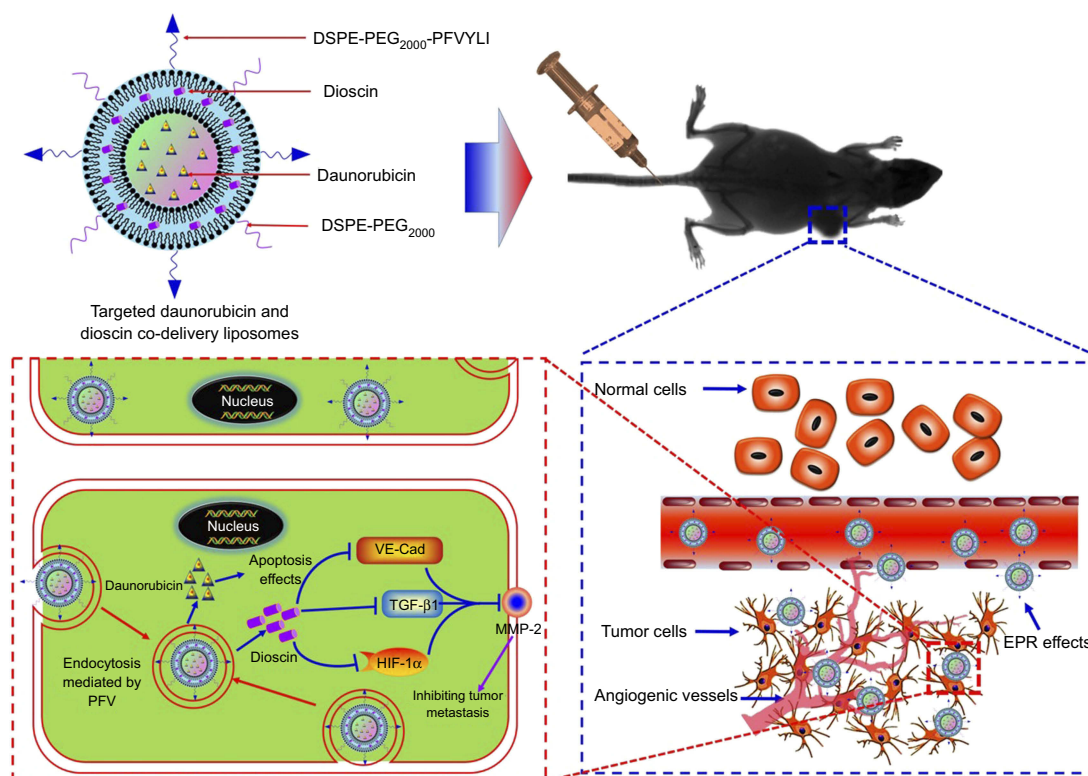 DSPE-PEG2000-PFVYLI
Dioscin
Daunorubicin
DSPE-PEG2000
Targeted daunorubicin and
dioscin co-delivery liposomes
Nucleus
Nucleus
Daunorubicin
Apoptosis
effects
VE-Cad
TGF-β1
HIF-1α
MMP-2
Dioscin
Endocytosis
mediated by
PFV
Inhibiting tumor
metastasis
Normal cells
Tumor cells
EPR effects
Angiogenic vessels